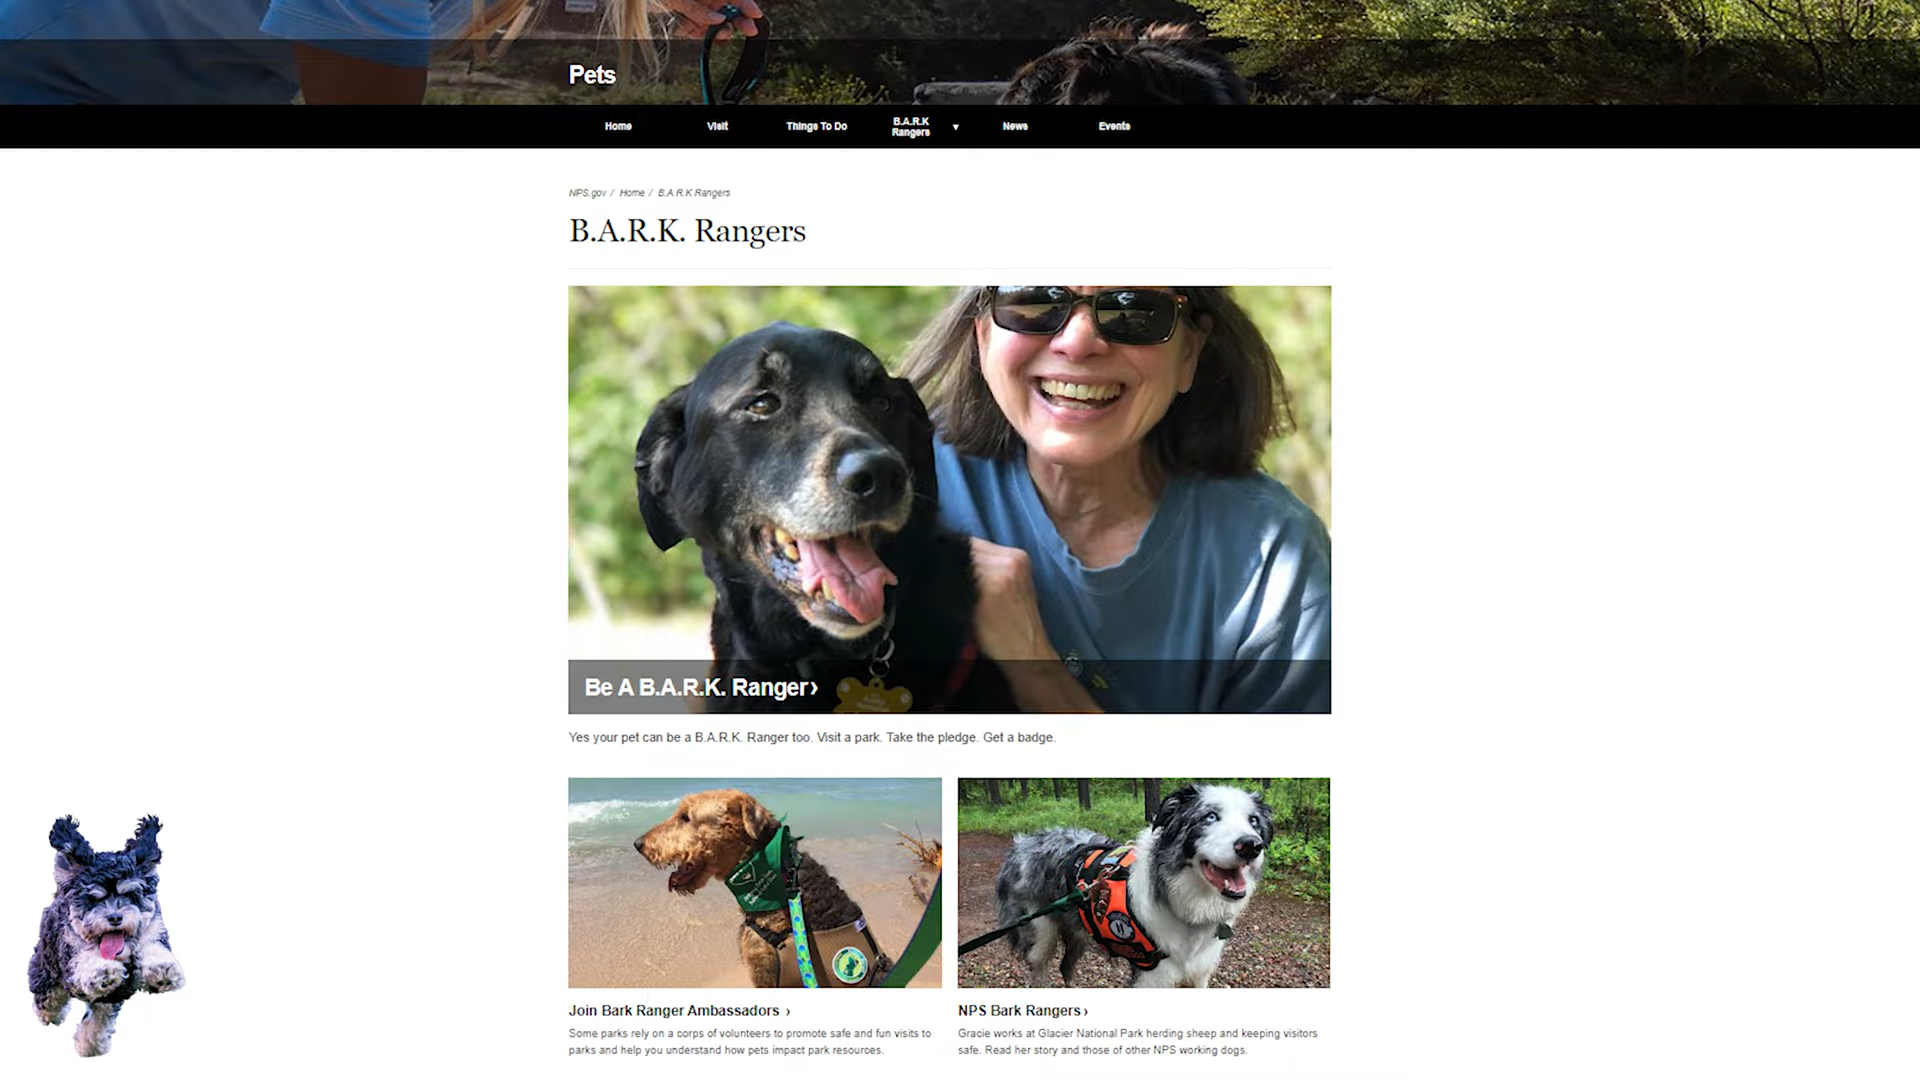 Pets
Home
Visit
Things To Do
B.A.R.K
Rangers
▼
News
Events
NPS.gov / Home / B.A.R.K Rangers
B.A.R.K. Rangers
Be A B.A.R.K. Ranger›
Yes your pet can be a B.A.R.K. Ranger too. Visit a park. Take the pledge. Get a badge.
Join Bark Ranger Ambassadors ›
Some parks rely on a corps of volunteers to promote safe and fun visits to
parks and help you understand how pets impact park resources.
NPS Bark Rangers ›
Gracie works at Glacier National Park herding sheep and keeping visitors
safe. Read her story and those of other NPS working dogs.